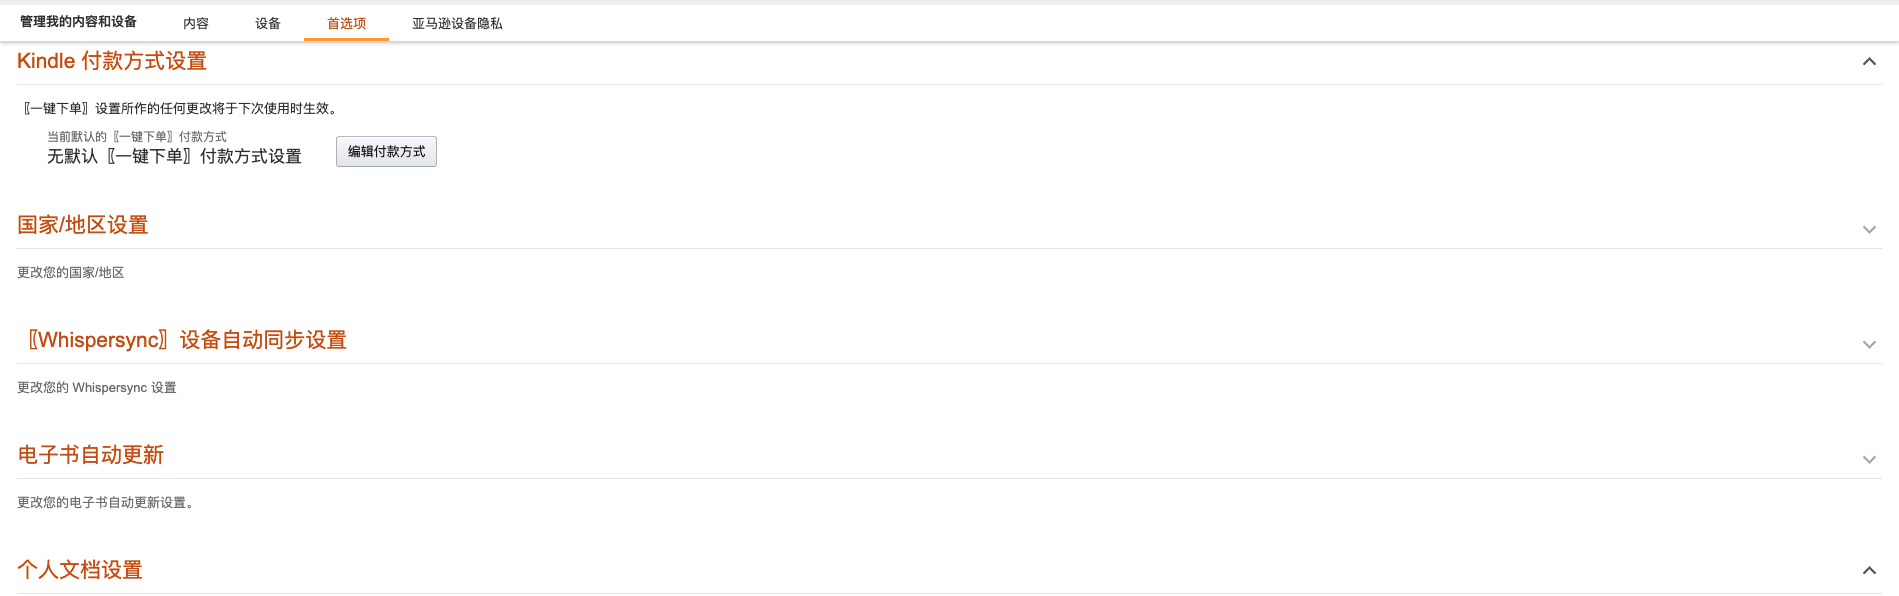 管理我的内容和设备 内容 设备 首选项 亚马逊设备隐私
Kindle 付款方式设置
〖一键下单〗设置所作的任何更改将于下次使用时生效。
当前默认的〖一键下单〗付款方式
无默认〖一键下单〗付款方式设置 编辑付款方式
国家/地区设置
更改您的国家/地区
〖Whispersync〗设备自动同步设置
更改您的 Whispersync 设置
电子书自动更新
更改您的电子书自动更新设置。
个人文档设置